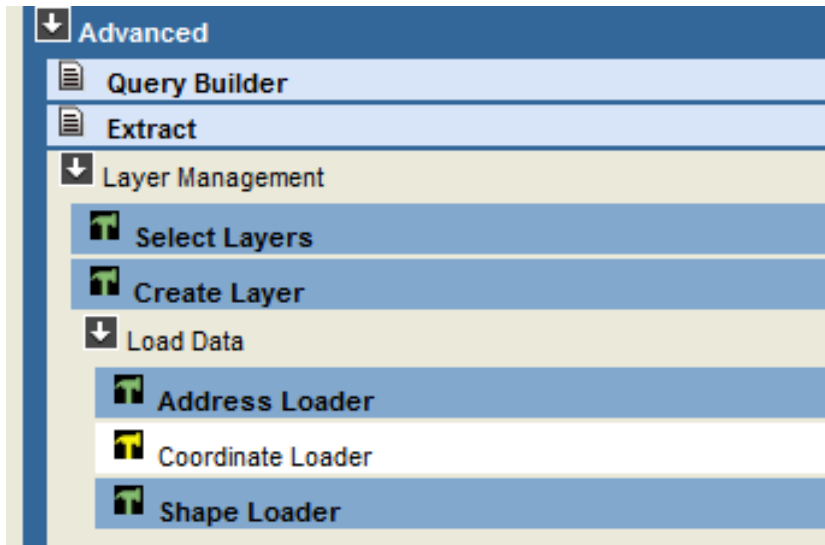 Advanced
Query Builder
Extract
Layer Management
Select Layers
Create Layer
Load Data
Address Loader
Coordinate Loader
Shape Loader